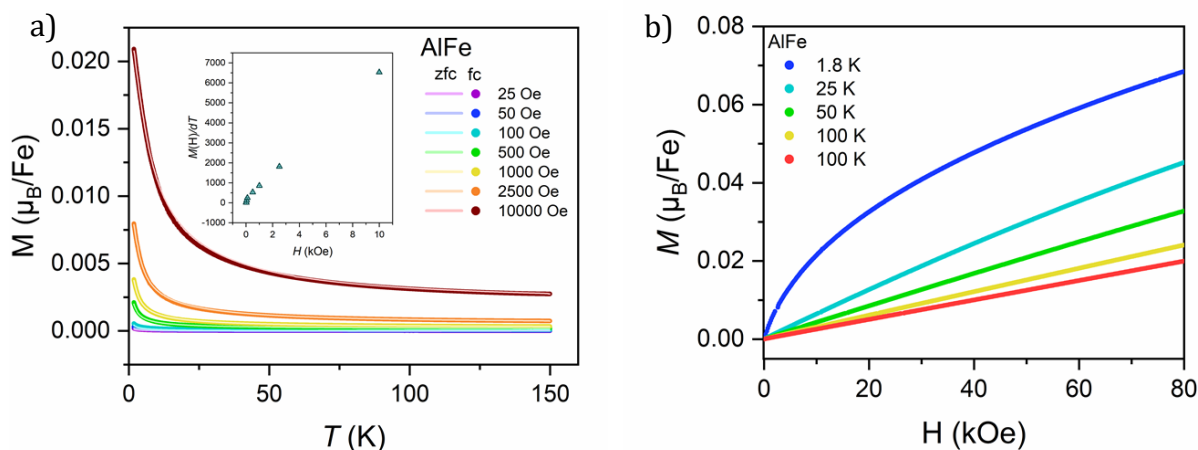 a)
0.020
0.015
0.010
0.005
0.000
M (μB/Fe)
0
50
100
150
T (K)
7000
6000
5000
4000
3000
2000
1000
0
-1000
M(H)/dT
0
2
4
6
8
10
H (kOe)
AlFe
zfc fc
25 Oe
50 Oe
100 Oe
500 Oe
1000 Oe
2500 Oe
10000 Oe
b)
0.08
0.06
0.04
0.02
0.00
M (μB/Fe)
0
20
40
60
80
H (kOe)
AlFe
1.8 K
25 K
50 K
100 K
100 K